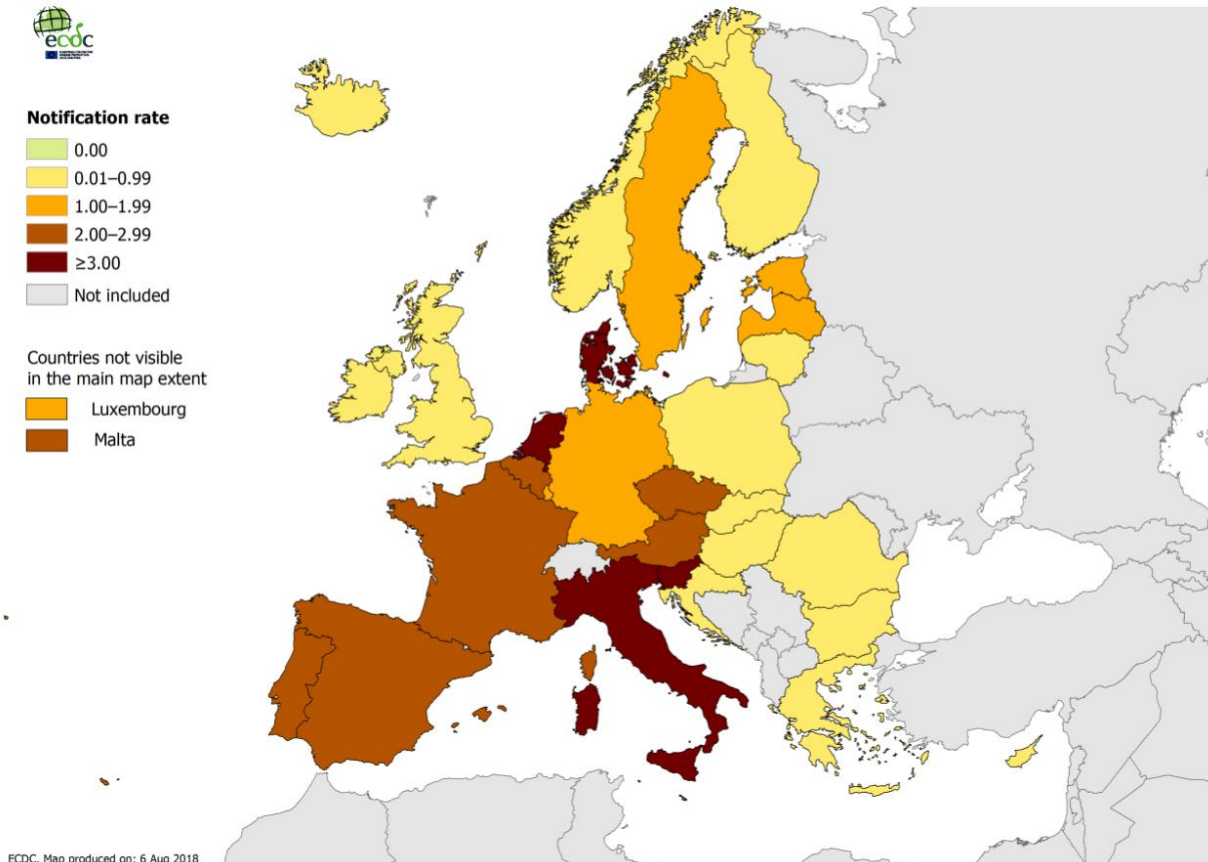 ecdc
Notification rate
0.00
0.01–0.99
1.00–1.99
2.00–2.99
≥3.00
Not included
Countries not visible
in the main map extent
Luxembourg
Malta
ECDC. Map produced on: 6 Aug 2018